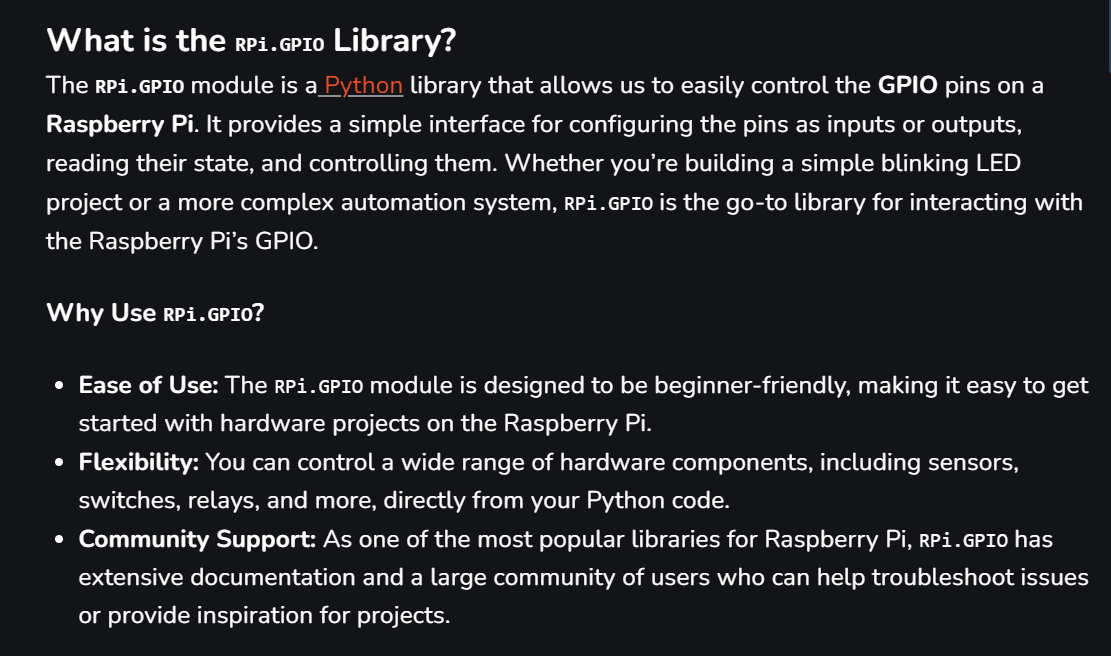 What is the RPi.GPIO Library?
The RPi.GPIO module is a Python library that allows us to easily control the GPIO pins on a
Raspberry Pi. It provides a simple interface for configuring the pins as inputs or outputs,
reading their state, and controlling them. Whether you’re building a simple blinking LED
project or a more complex automation system, RPi.GPIO is the go-to library for interacting with
the Raspberry Pi’s GPIO.
Why Use RPi.GPIO?
• Ease of Use: The RPi.GPIO module is designed to be beginner-friendly, making it easy to get
started with hardware projects on the Raspberry Pi.
• Flexibility: You can control a wide range of hardware components, including sensors,
switches, relays, and more, directly from your Python code.
• Community Support: As one of the most popular libraries for Raspberry Pi, RPi.GPIO has
extensive documentation and a large community of users who can help troubleshoot issues
or provide inspiration for projects.